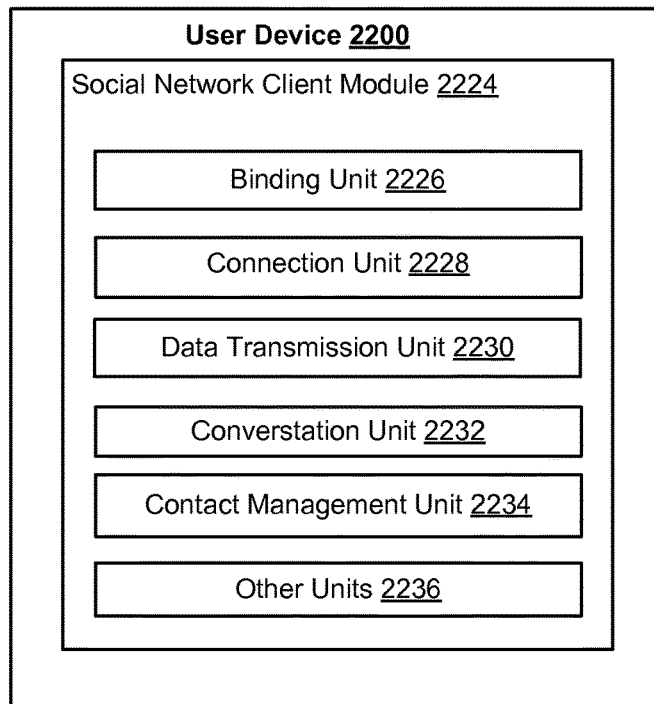 User Device 2200
Social Network Client Module 2224
Binding Unit 2226
Connection Unit 2228
Data Transmission Unit 2230
Converstation Unit 2232
Contact Management Unit 2234
Other Units 2236